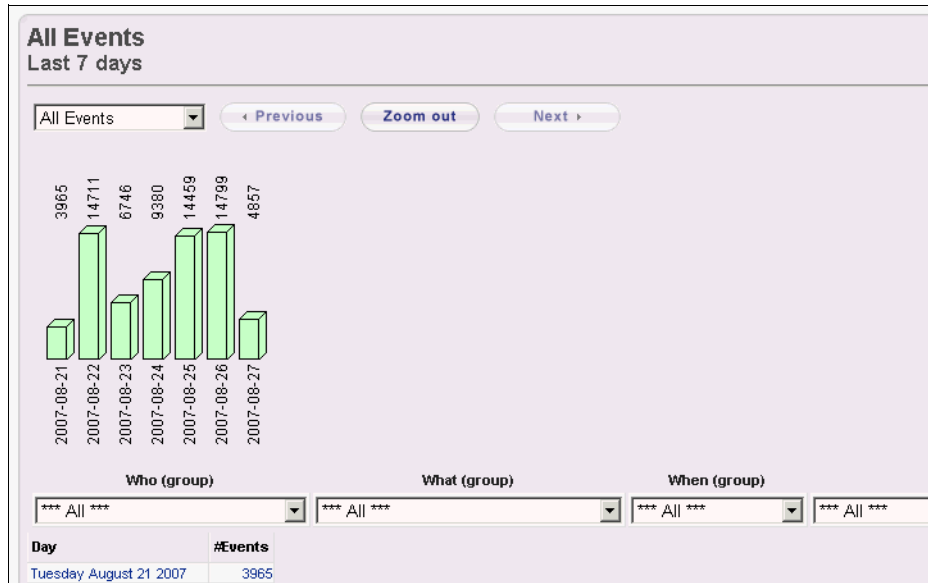 All Events
Last 7 days
All Events ‹ Previous Zoom out Next ›
3965 14711 6746 9380 14459 14799 4857
2007-08-21 2007-08-22 2007-08-23 2007-08-24 2007-08-25 2007-08-26 2007-08-27
Who (group) What (group) When (group)
*** All *** *** All *** *** All *** *** All ***
Day #Events
Tuesday August 21 2007 3965